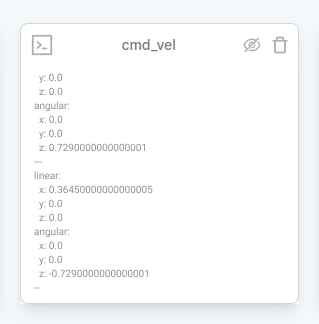 cmd_vel
y: 0.0
z: 0.0
angular:
x: 0.0
y: 0.0
z: 0.7290000000000001
---
linear:
x: 0.36450000000000005
y: 0.0
z: 0.0
angular:
x: 0.0
y: 0.0
z: -0.7290000000000001
--